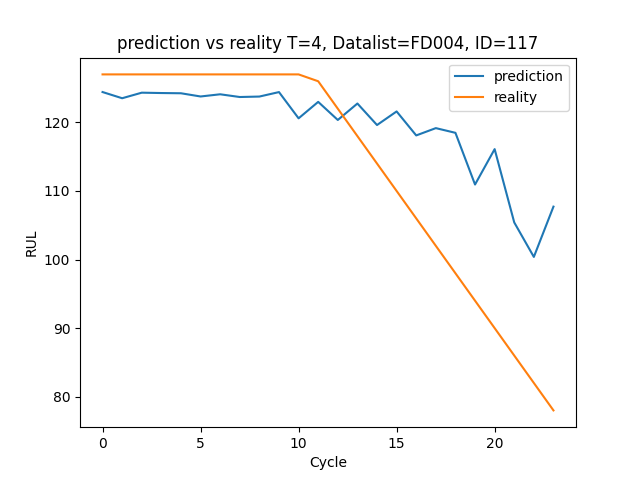 prediction vs reality T=4, Datalist=FD004, ID=117
prediction
reality
RUL
120
110
100
90
80
0
5
10
15
20
Cycle